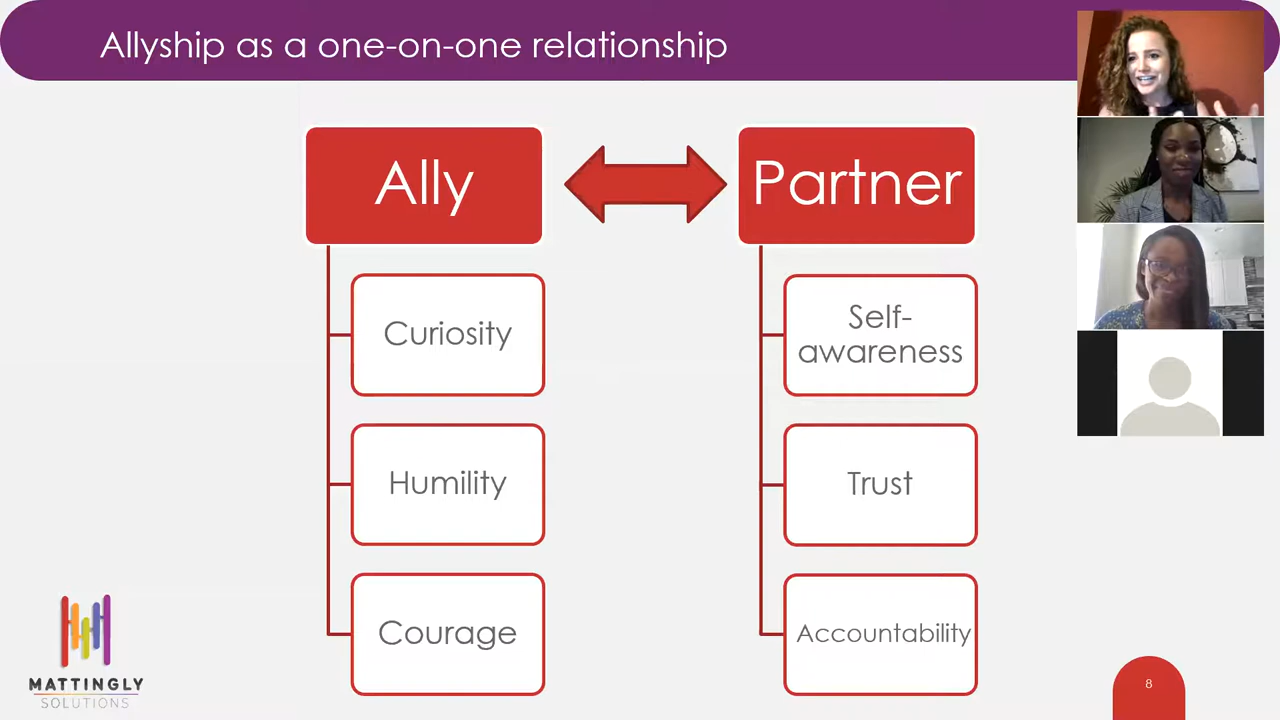 Allyship as a one-on-one relationship
Ally
Partner
Curiosity
Self-
awareness
Humility
Trust
Courage
Accountability
MATTINGLY
SOLUTIONS
8